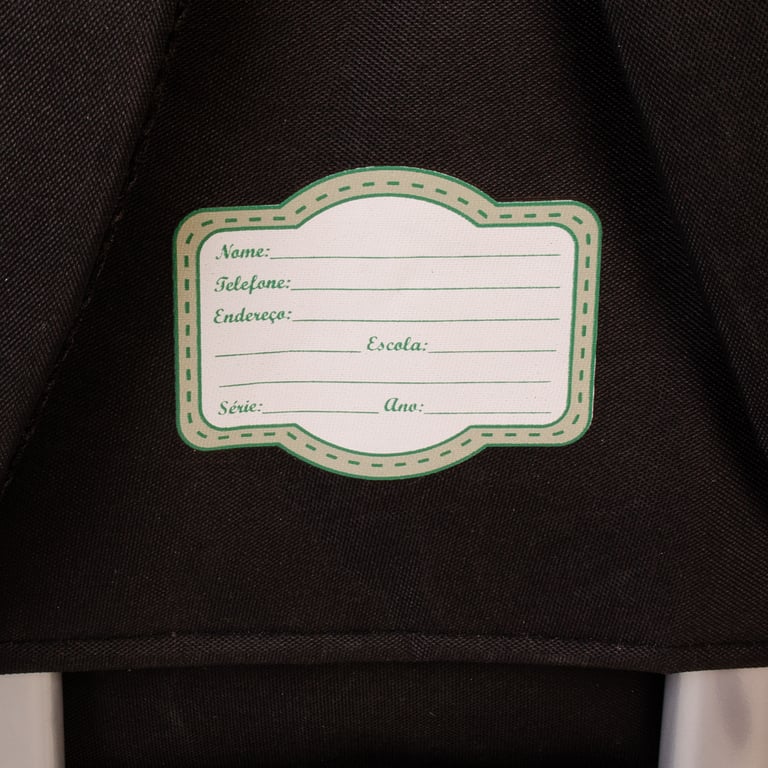 Nome:
Telefone:
Endereço:
Escola:
Série: Ano: